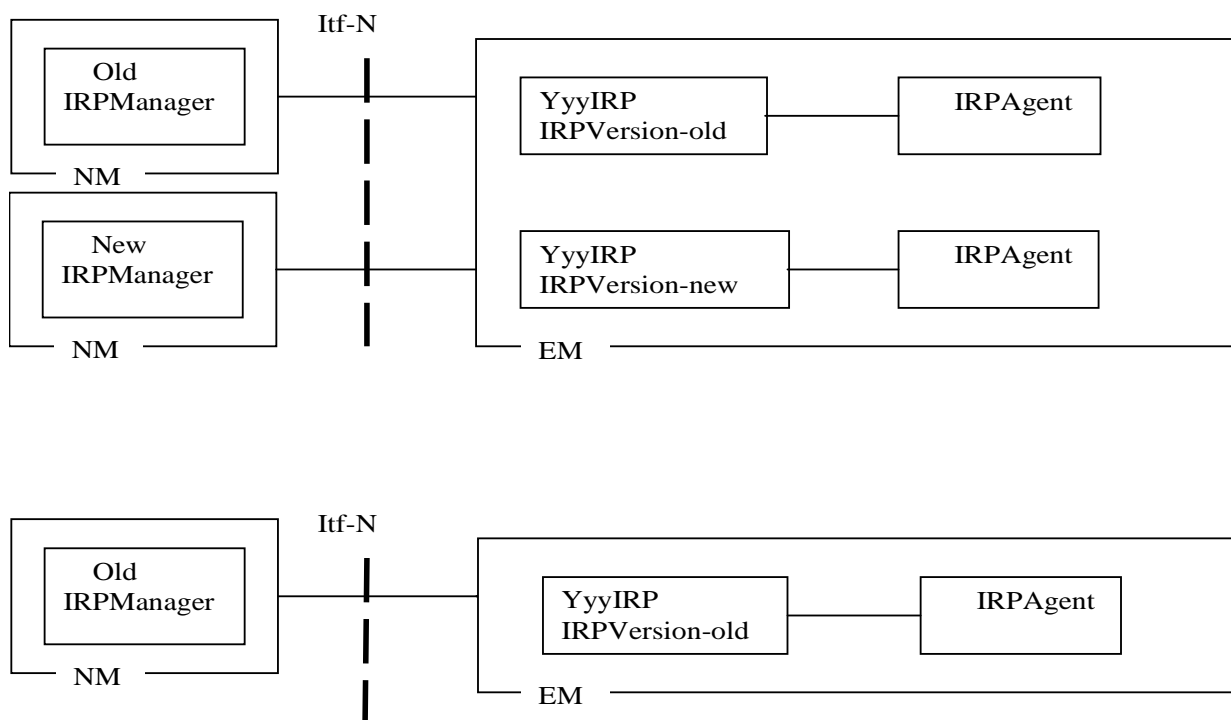 Itf-N
Old
IRPManager
NM
YyyIRP
IRPVersion-old
IRPAgent
New
IRPManager
NM
YyyIRP
IRPVersion-new
IRPAgent
EM
Itf-N
Old
IRPManager
NM
YyyIRP
IRPVersion-old
IRPAgent
EM